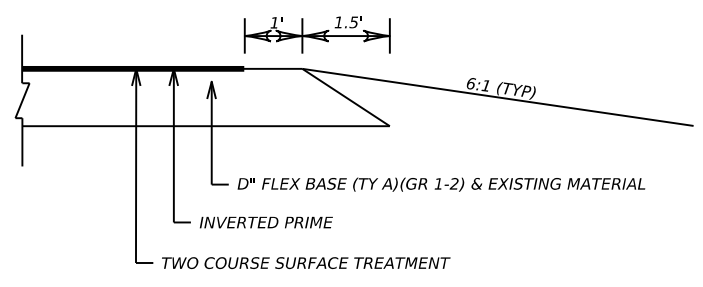 1'
1.5'
6:1 (TYP)
D" FLEX BASE (TY A)(GR 1-2) & EXISTING MATERIAL
INVERTED PRIME
TWO COURSE SURFACE TREATMENT